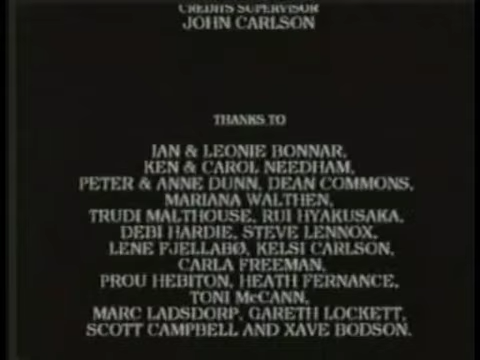 CREDITS SUPERVISOR
JOHN CARLSON
THANKS TO
IAN & LEONIE BONNAR,
KEN & CAROL NEEDHAM,
PETER & ANNE DUNN, DEAN COMMONS,
MARIANA WALTHEN,
TRUDI MALTHOUSE, RUI HYAKUSAKA,
DEBI HARDIE, STEVE LENNOX,
LENE FJELLABØ, KELSI CARLSON,
CARLA FREEMAN,
PROU HEBITON, HEATH FERNANCE,
TONI McCANN,
MARC LADSDORP, GARETH LOCKETT,
SCOTT CAMPBELL AND XAVE BODSON.